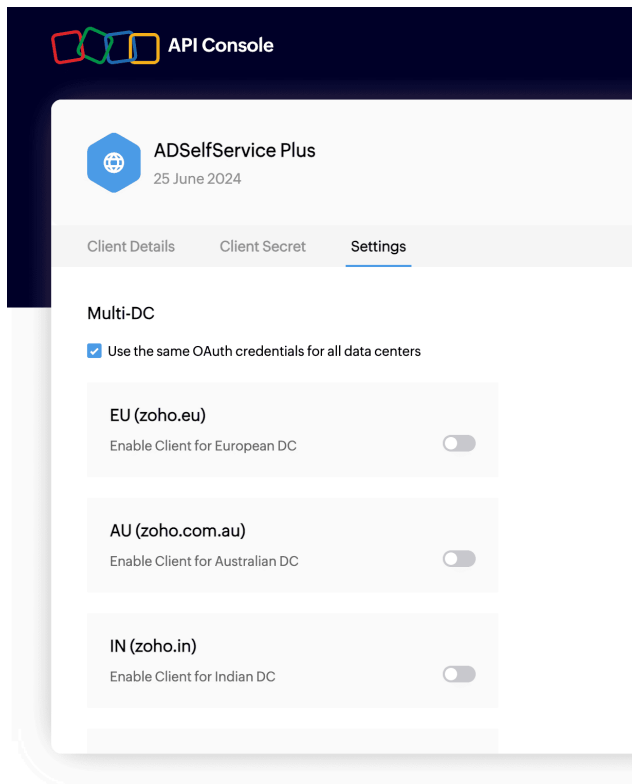 API Console
ADSelfService Plus
25 June 2024
Client Details Client Secret Settings
Multi-DC
Use the same OAuth credentials for all data centers
EU (zoho.eu)
Enable Client for European DC
AU (zoho.com.au)
Enable Client for Australian DC
IN (zoho.in)
Enable Client for Indian DC